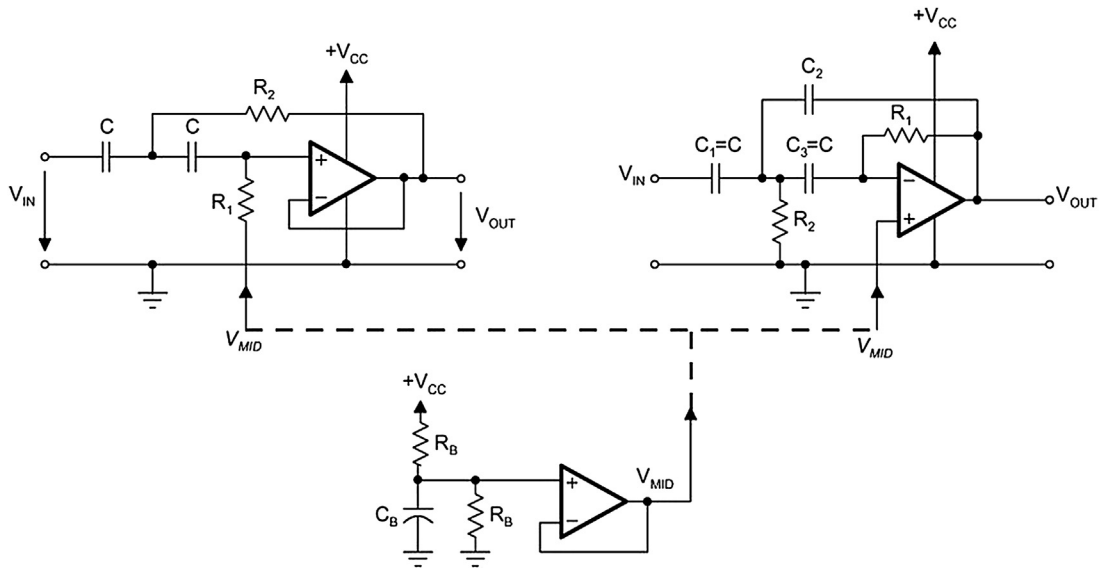 +VCC
R2
C
C
VIN
R1
+
−
VOUT
VMID
+VCC
C2
R1
C1=C
C3=C
VIN
R2
−
+
VOUT
VMID
+VCC
RB
CB
RB
+
−
VMID